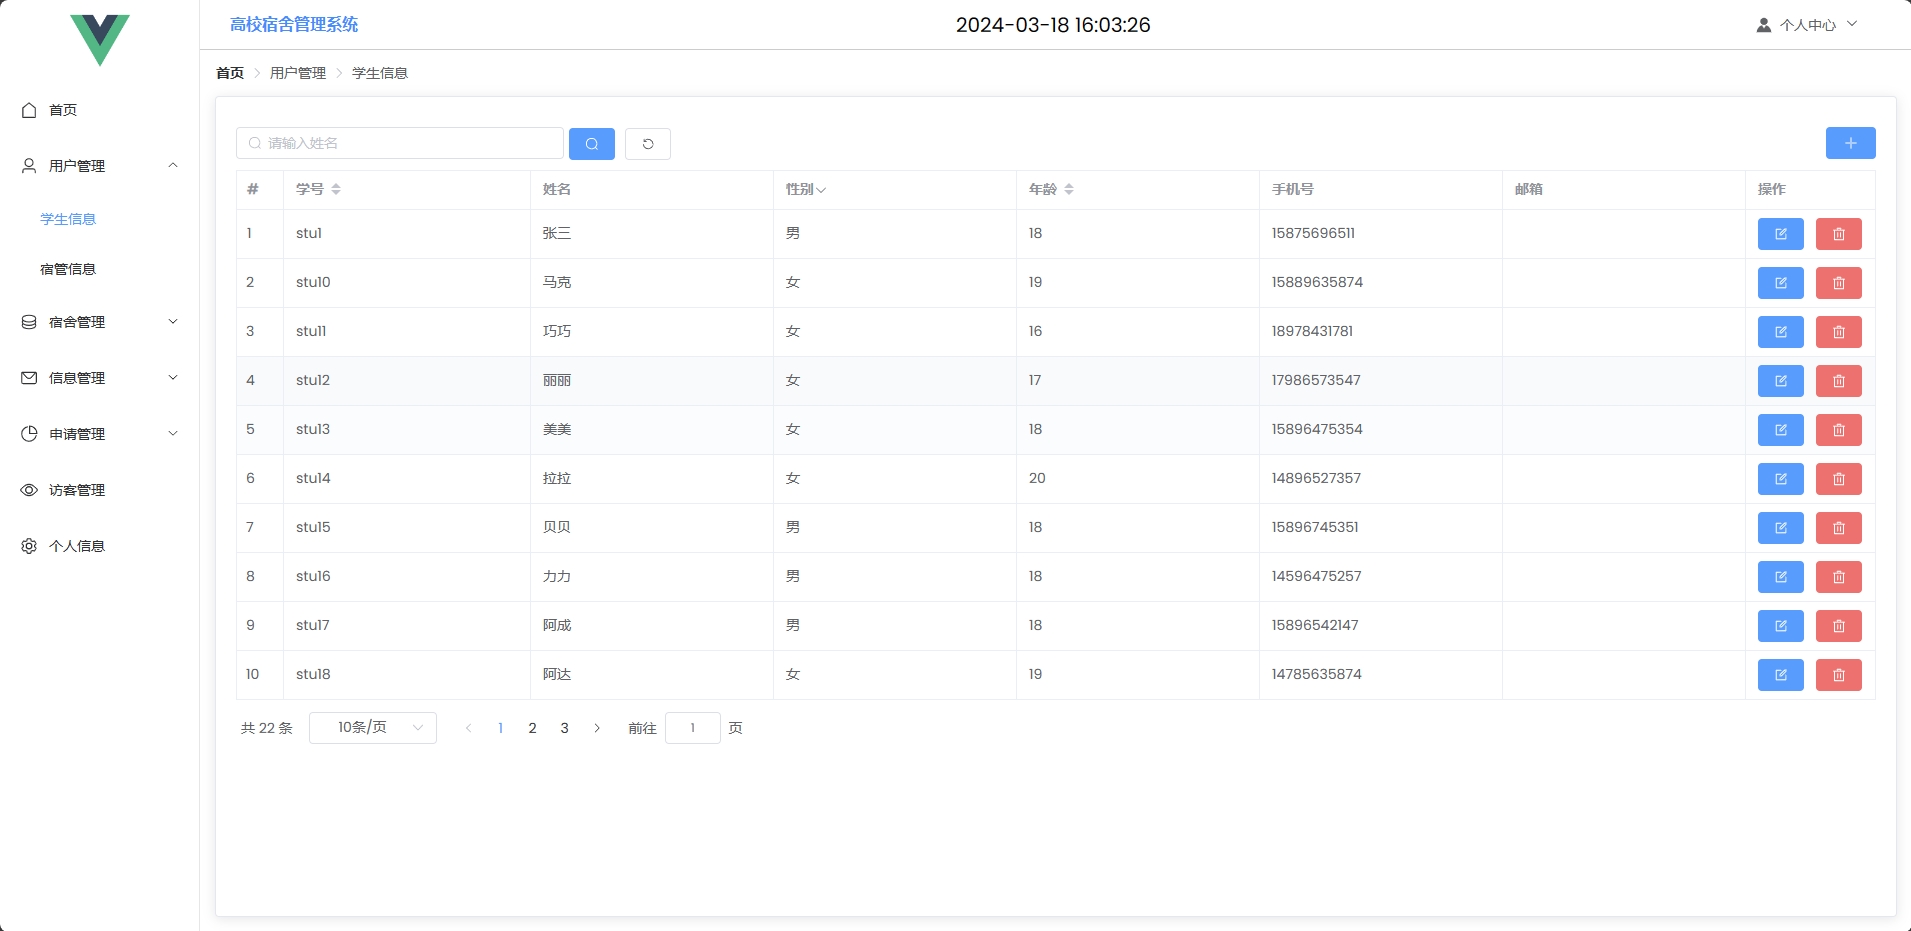 高校宿舍管理系统
2024-03-18 16:03:26
个人中心
首页
用户管理
学生信息
宿管信息
宿舍管理
信息管理
申请管理
访客管理
个人信息
首页 > 用户管理 > 学生信息
请输入姓名
# 学号 姓名 性别 年龄 手机号 邮箱 操作
1 stu1 张三 男 18 15875696511
2 stu10 马克 女 19 15889635874
3 stu11 巧巧 女 16 18978431781
4 stu12 丽丽 女 17 17986573547
5 stu13 美美 女 18 15896475354
6 stu14 拉拉 女 20 14896527357
7 stu15 贝贝 男 18 15896745351
8 stu16 力力 男 18 14596475257
9 stu17 阿成 男 18 15896542147
10 stu18 阿达 女 19 14785635874
共 22 条 10条/页 < 1 2 3 > 前往 1 页